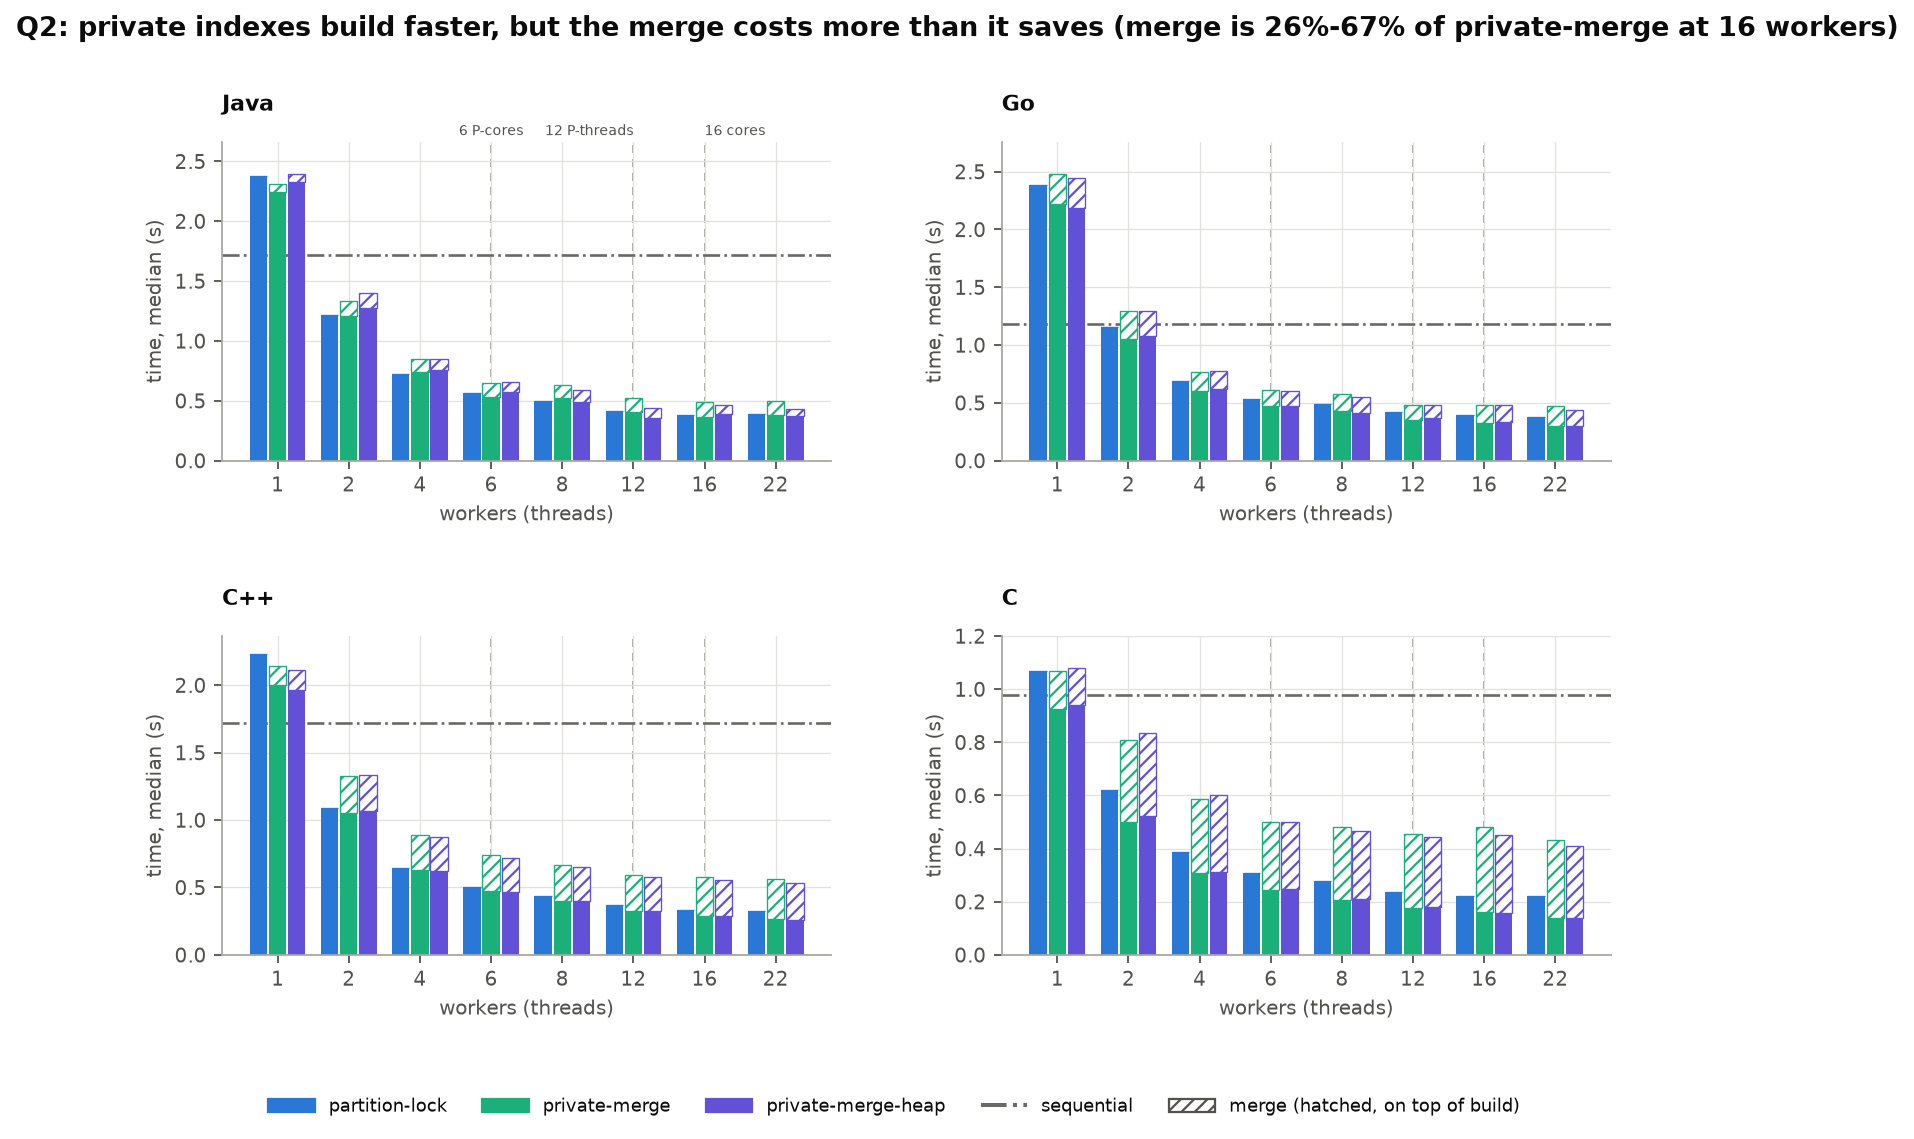 Q2: private indexes build faster, but the merge costs more than it saves (merge is 26%-67% of private-merge at 16 workers)
Java
6 P-cores 12 P-threads 16 cores
time, median (s)
2.5
2.0
1.5
1.0
0.5
0.0
1 2 4 6 8 12 16 22
workers (threads)
Go
time, median (s)
2.5
2.0
1.5
1.0
0.5
0.0
1 2 4 6 8 12 16 22
workers (threads)
C++
time, median (s)
2.0
1.5
1.0
0.5
0.0
1 2 4 6 8 12 16 22
workers (threads)
C
time, median (s)
1.2
1.0
0.8
0.6
0.4
0.2
0.0
1 2 4 6 8 12 16 22
workers (threads)
partition-lock private-merge private-merge-heap sequential merge (hatched, on top of build)